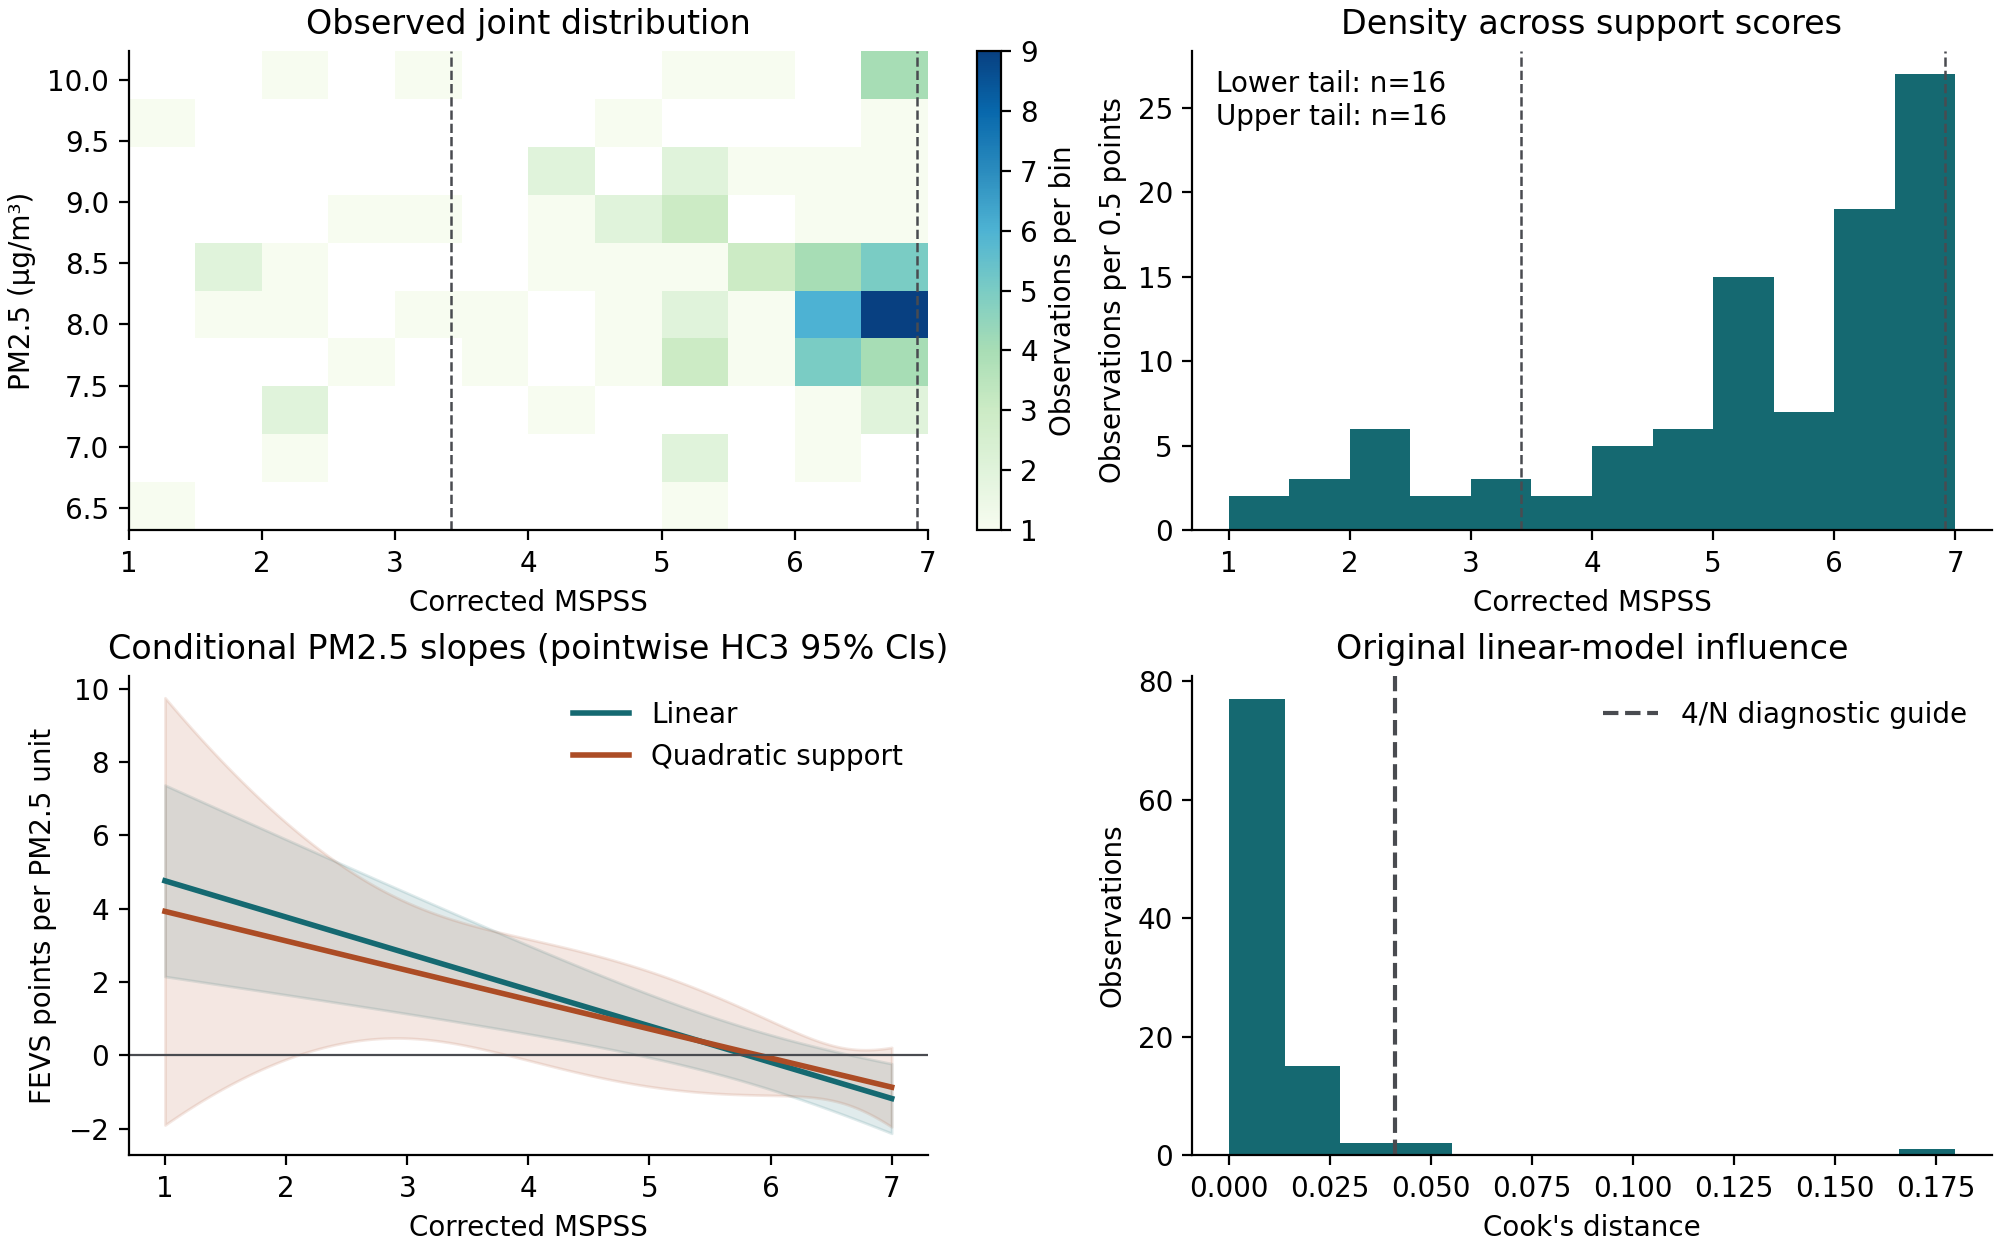 Observed joint distribution
10.0
9.5
9.0
8.5
8.0
7.5
7.0
6.5
PM2.5 (µg/m³)
1 2 3 4 5 6 7
Corrected MSPSS
9
8
7
6
5
4
3
2
1
Observations per bin
Density across support scores
Lower tail: n=16
Upper tail: n=16
25
20
15
10
5
0
Observations per 0.5 points
1 2 3 4 5 6 7
Corrected MSPSS
Conditional PM2.5 slopes (pointwise HC3 95% CIs)
Linear
Quadratic support
10
8
6
4
2
0
−2
FEVS points per PM2.5 unit
1 2 3 4 5 6 7
Corrected MSPSS
Original linear-model influence
4/N diagnostic guide
80
60
40
20
0
Observations
0.000 0.025 0.050 0.075 0.100 0.125 0.150 0.175
Cook's distance